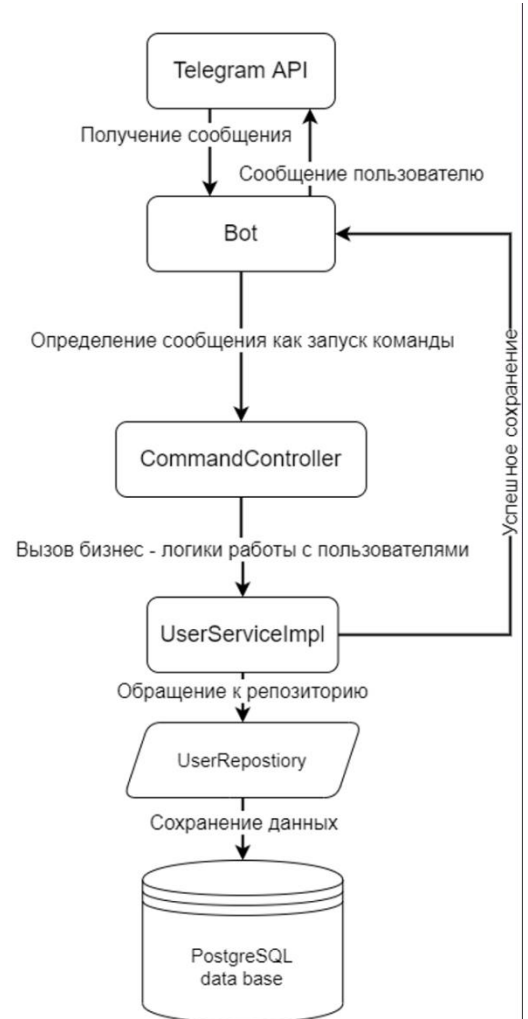 Telegram API
Получение сообщения
Сообщение пользователю
Bot
Определение сообщения как запуск команды
Успешное сохранение
CommandController
Вызов бизнес - логики работы с пользователями
UserServiceImpl
Обращение к репозиторию
UserRepostiory
Сохранение данных
PostgreSQL
data base